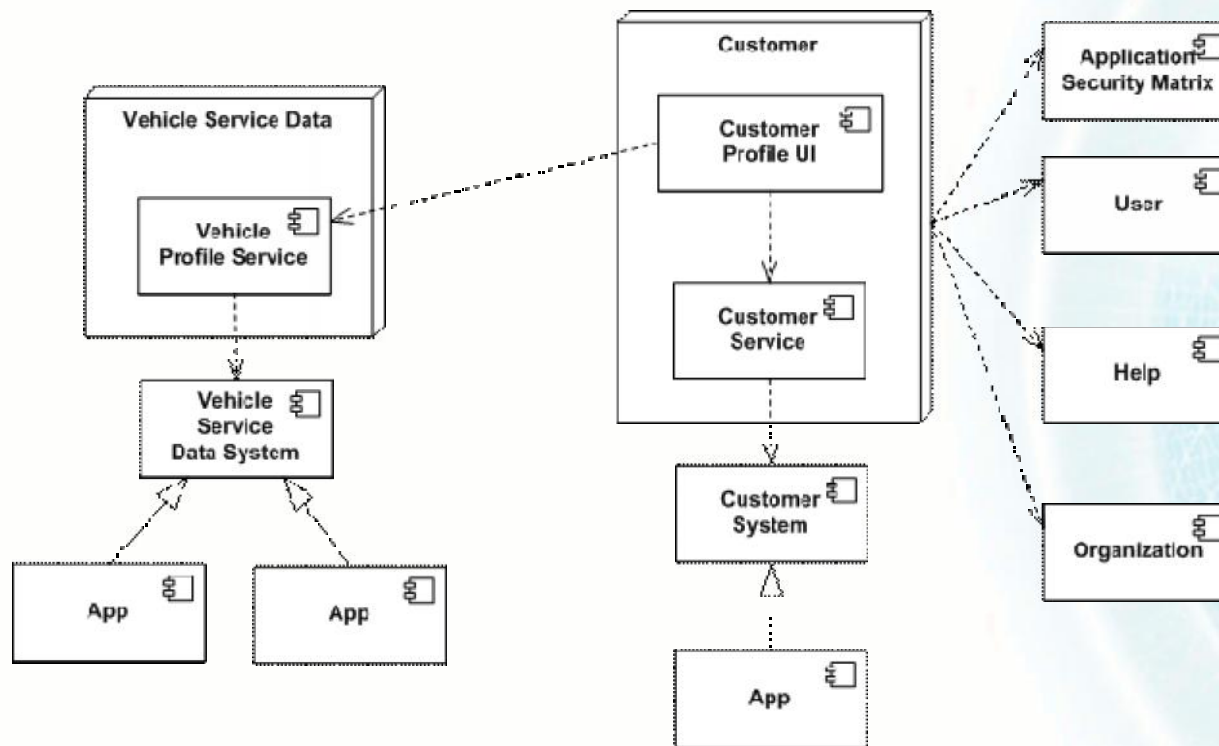 Customer
Customer
Profile UI
Customer
Service
Customer
System
App
Vehicle Service Data
Vehicle
Profile Service
Vehicle
Service
Data System
App
App
Application
Security Matrix
User
Help
Organization